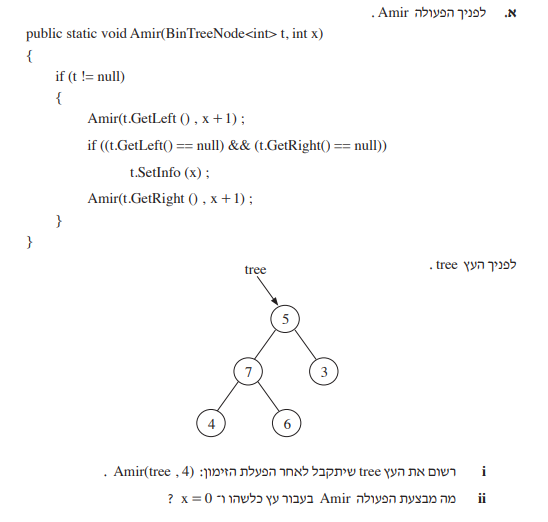 א. לפניך הפעולה Amir .
public static void Amir(BinTreeNode<int> t, int x)
{
if (t != null)
{
Amir(t.GetLeft () , x + 1) ;
if ((t.GetLeft() == null) && (t.GetRight() == null))
t.SetInfo (x) ;
Amir(t.GetRight () , x + 1) ;
}
}
לפניך העץ tree .
tree
5
7
3
4
6
i רשום את העץ tree שיתקבל לאחר הפעלת הזימון: Amir(tree , 4) .
ii מה מבצעת הפעולה Amir בעבור עץ כלשהו ו־ x = 0 ?